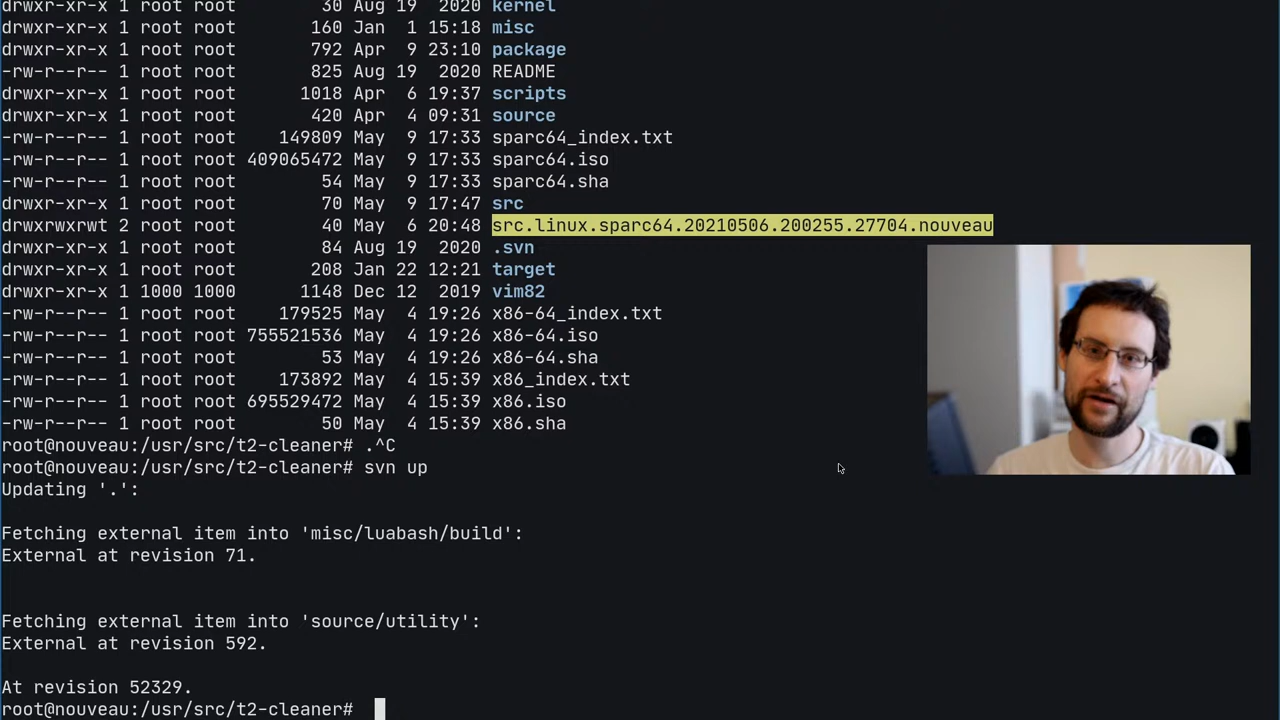 drwxr-xr-x 1 root root 30 Aug 19 2020 kernel
drwxr-xr-x 1 root root 160 Jan 1 15:18 misc
drwxr-xr-x 1 root root 792 Apr 9 23:10 package
-rw-r--r-- 1 root root 825 Aug 19 2020 README
drwxr-xr-x 1 root root 1018 Apr 6 19:37 scripts
drwxr-xr-x 1 root root 420 Apr 4 09:31 source
-rw-r--r-- 1 root root 149809 May 9 17:33 sparc64_index.txt
-rw-r--r-- 1 root root 409065472 May 9 17:33 sparc64.iso
-rw-r--r-- 1 root root 54 May 9 17:33 sparc64.sha
drwxr-xr-x 1 root root 70 May 9 17:47 src
drwxrwxrwt 2 root root 40 May 6 20:48 src.linux.sparc64.20210506.200255.27704.nouveau
drwxr-xr-x 1 root root 84 Aug 19 2020 .svn
drwxr-xr-x 1 root root 208 Jan 22 12:21 target
drwxr-xr-x 1 1000 1000 1148 Dec 12 2019 vim82
-rw-r--r-- 1 root root 179525 May 4 19:26 x86-64_index.txt
-rw-r--r-- 1 root root 755521536 May 4 19:26 x86-64.iso
-rw-r--r-- 1 root root 53 May 4 19:26 x86-64.sha
-rw-r--r-- 1 root root 173892 May 4 15:39 x86_index.txt
-rw-r--r-- 1 root root 695529472 May 4 15:39 x86.iso
-rw-r--r-- 1 root root 50 May 4 15:39 x86.sha
root@nouveau:/usr/src/t2-cleaner# .^C
root@nouveau:/usr/src/t2-cleaner# svn up
Updating '.':
Fetching external item into 'misc/luabash/build':
External at revision 71.
Fetching external item into 'source/utility':
External at revision 592.
At revision 52329.
root@nouveau:/usr/src/t2-cleaner#